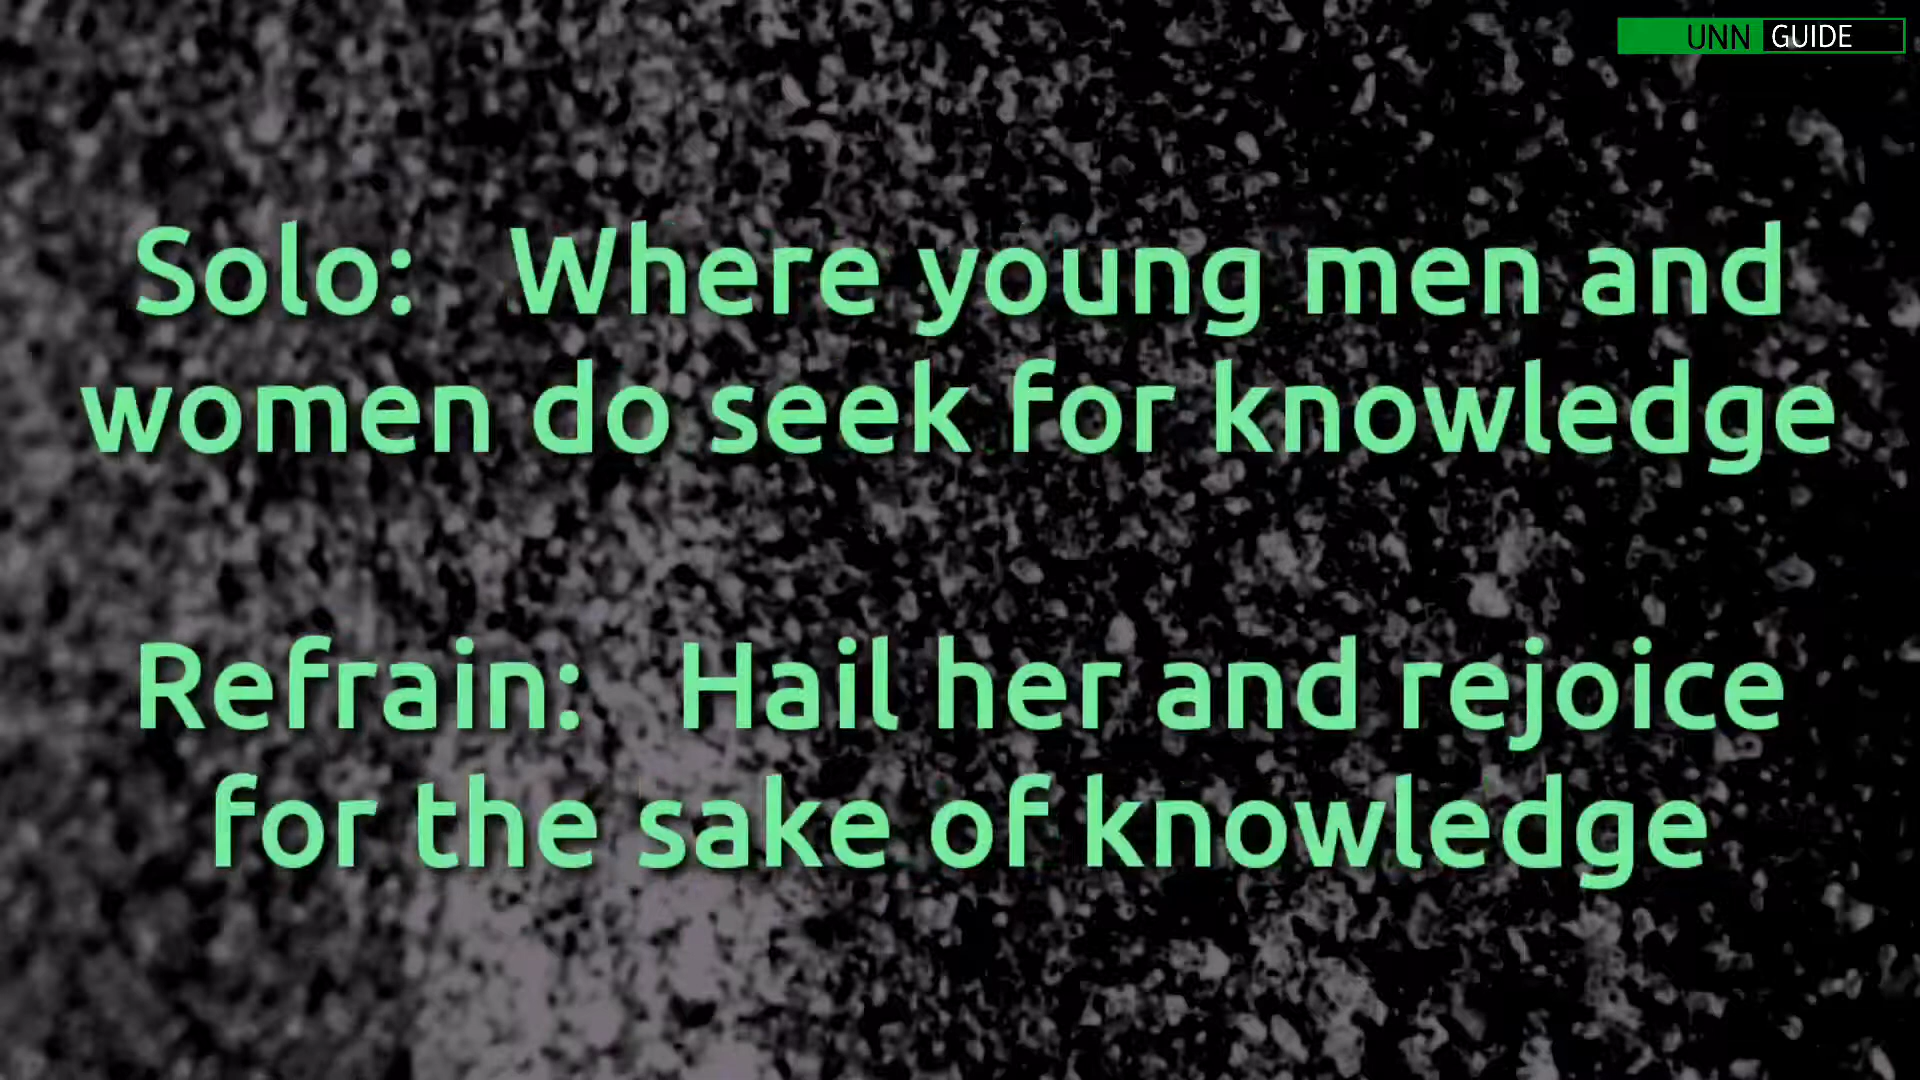 UNN GUIDE
Solo: Where young men and
women do seek for knowledge
Refrain: Hail her and rejoice
for the sake of knowledge